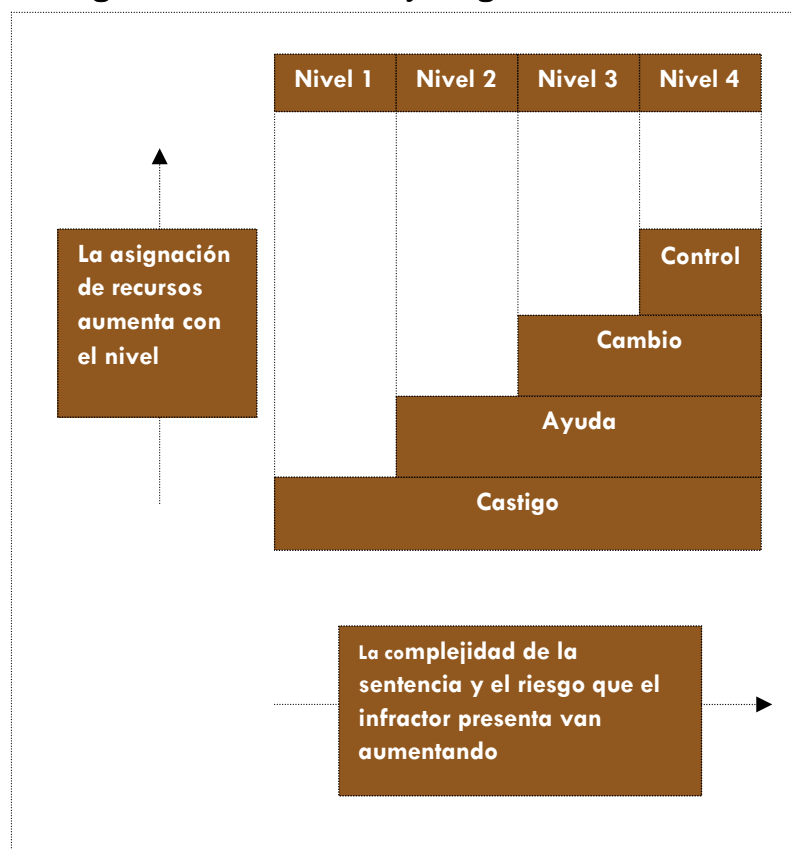 Nivel 1 Nivel 2 Nivel 3 Nivel 4
La asignación
de recursos
aumenta con
el nivel
Control
Cambio
Ayuda
Castigo
La complejidad de la
sentencia y el riesgo que el
infractor presenta van
aumentando